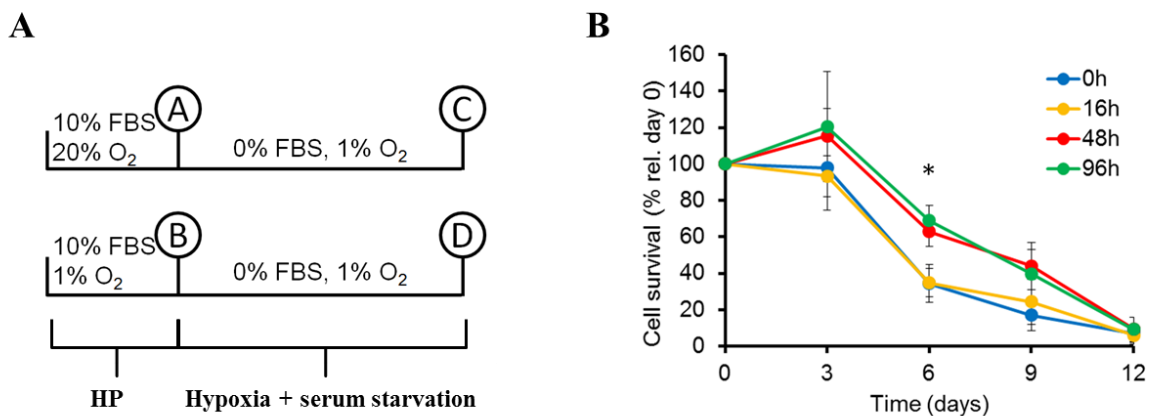 A
10% FBS
20% O₂
A
0% FBS, 1% O₂
C
10% FBS
1% O₂
B
0% FBS, 1% O₂
D
HP
Hypoxia + serum starvation
B
Cell survival (% rel. day 0)
160
140
120
100
80
60
40
20
0
*
0h
16h
48h
96h
0 3 6 9 12
Time (days)